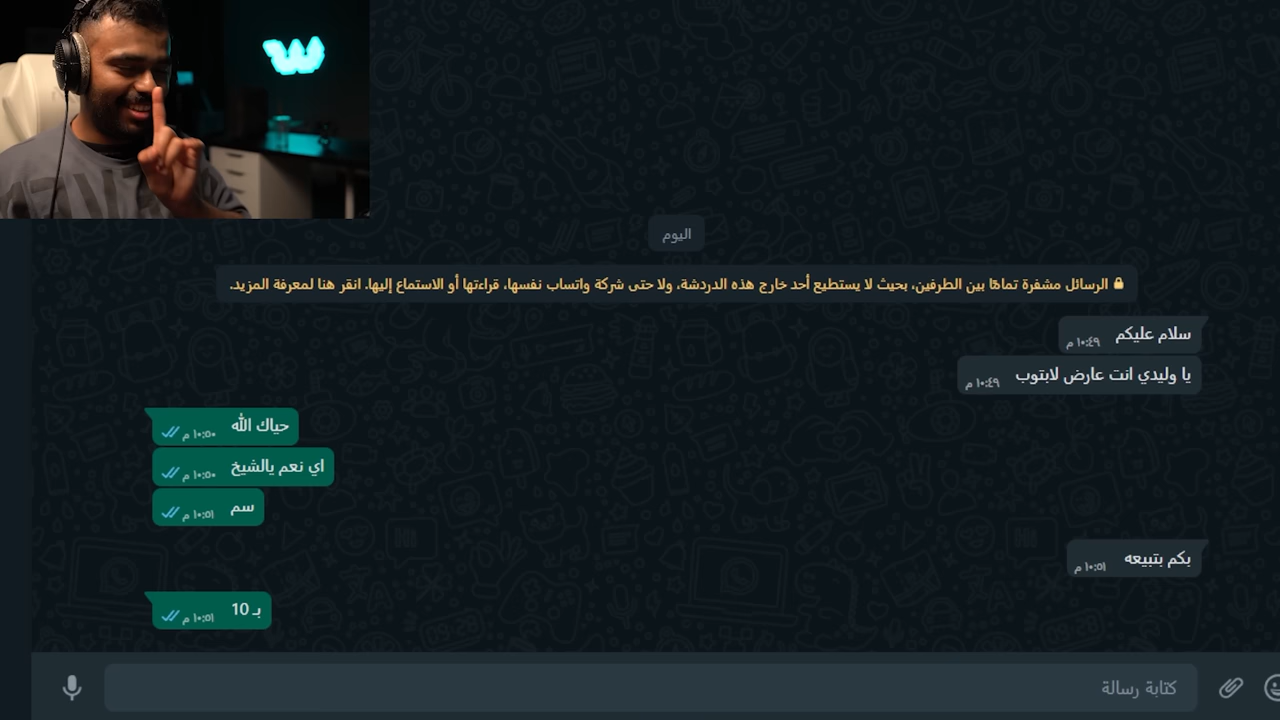 W
اليوم
الرسائل مشفرة تمامًا بين الطرفين، بحيث لا يستطيع أحد خارج هذه الدردشة، ولا حتى شركة واتساب نفسها، قراءتها أو الاستماع إليها. انقر هنا لمعرفة المزيد.
سلام عليكم ١٠:٤٩ م
يا وليدي انت عارض لابتوب ١٠:٤٩ م
حياك الله ١٠:٥٠ م
اي نعم يالشيخ ١٠:٥٠ م
سم ١٠:٥١ م
بكم بتبيعه ١٠:٥١ م
بـ 10 ١٠:٥١ م
كتابة رسالة